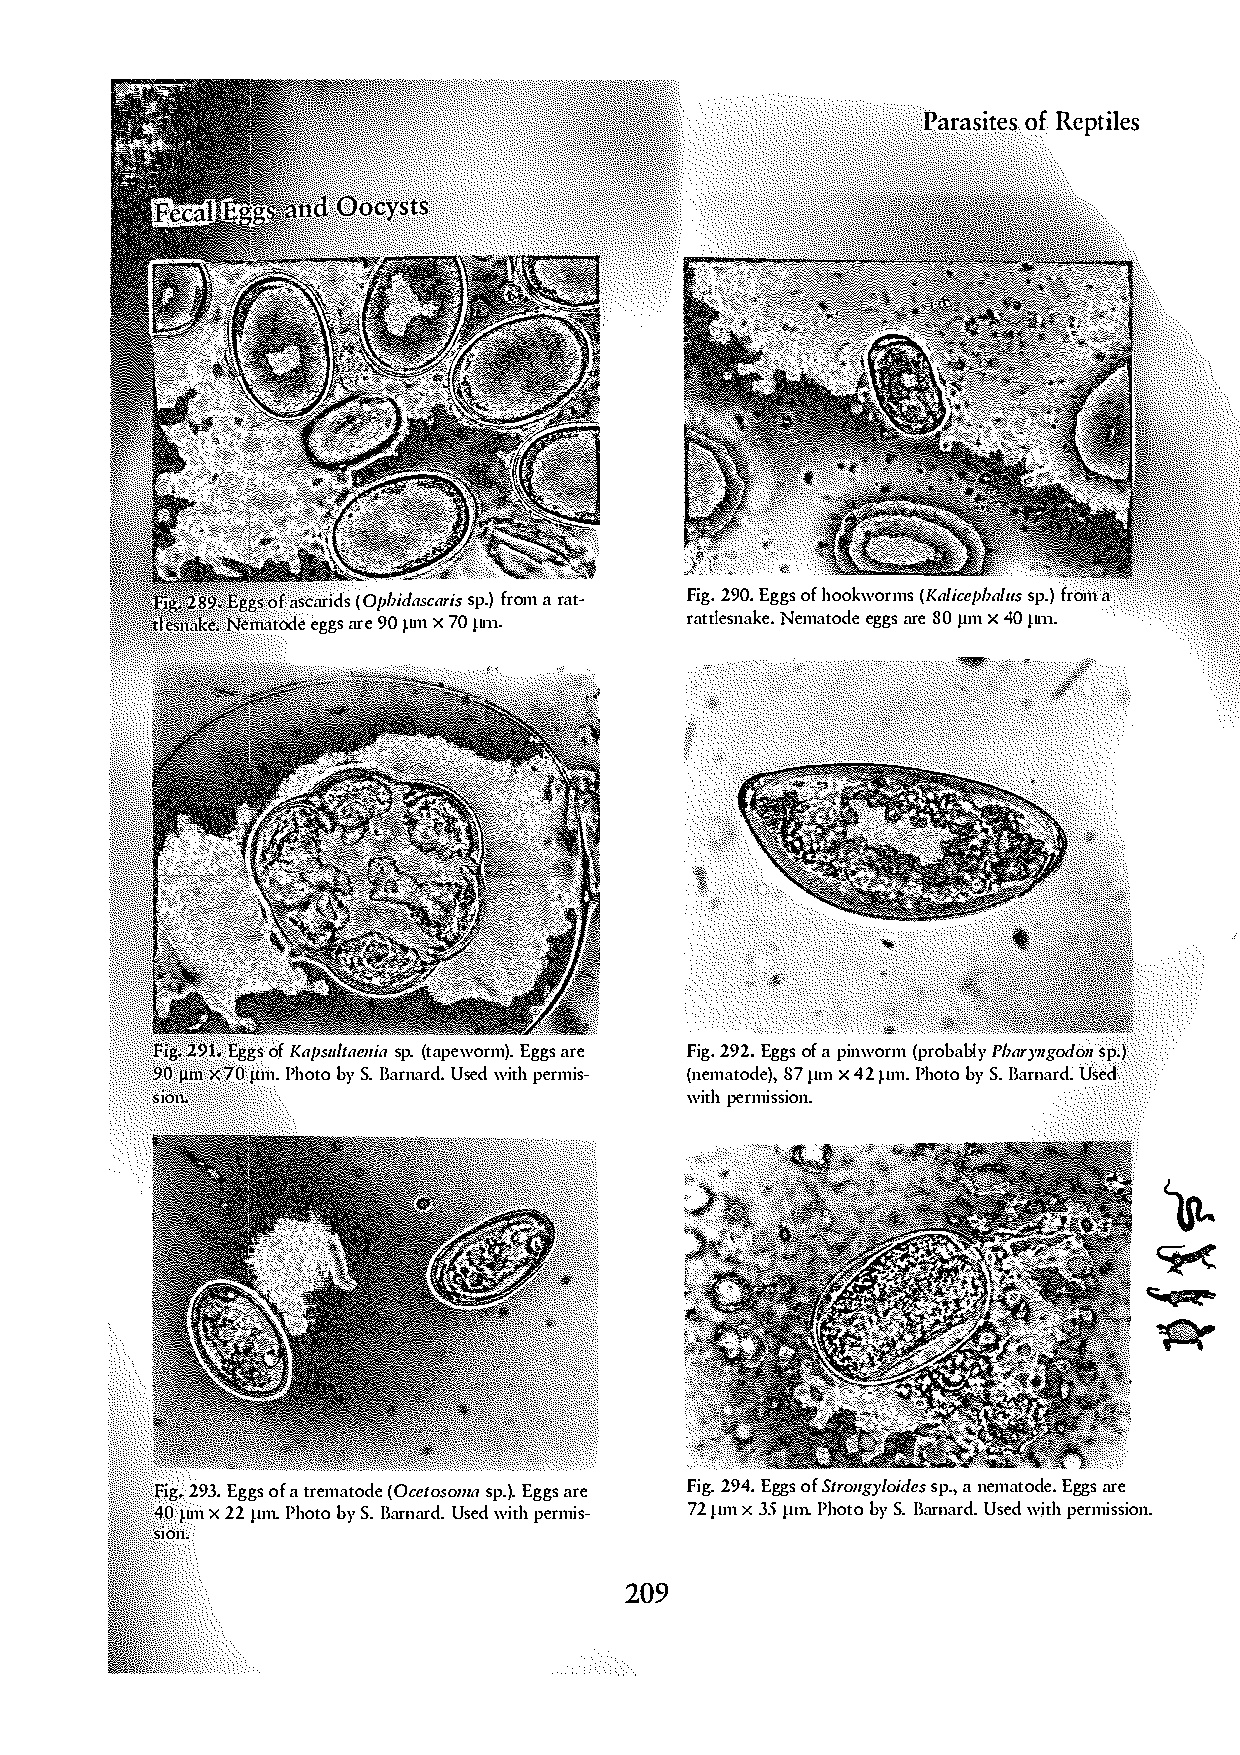 Parasites of Reptiles
Fecal Eggs and Oocysts
Fig. 289. Eggs of ascarids (Ophidascaris sp.) from a rat-
tlesnake. Nematode eggs are 90 µm × 70 µm.
Fig. 290. Eggs of hookworms (Kalicephalus sp.) from a
rattlesnake. Nematode eggs are 80 µm × 40 µm.
Fig. 291. Eggs of Kapsultaenia sp. (tapeworm). Eggs are
90 µm × 70 µm. Photo by S. Barnard. Used with permis-
sion.
Fig. 292. Eggs of a pinworm (probably Pharyngodon sp.)
(nematode), 87 µm × 42 µm. Photo by S. Barnard. Used
with permission.
Fig. 293. Eggs of a trematode (Ocetosoma sp.). Eggs are
40 µm × 22 µm. Photo by S. Barnard. Used with permis-
sion.
Fig. 294. Eggs of Strongyloides sp., a nematode. Eggs are
72 µm × 35 µm. Photo by S. Barnard. Used with permission.
209